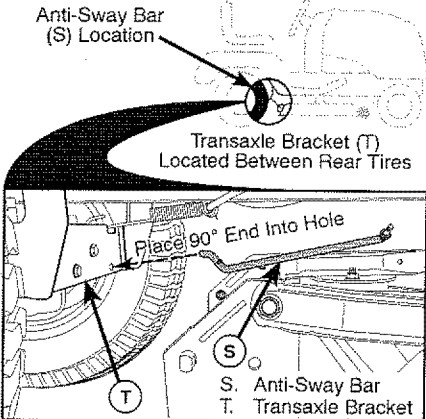 Anti-Sway Bar
(S) Location
Transaxle Bracket (T)
Located Between Rear Tires
Place 90° End Into Hole
S
T
S. Anti-Sway Bar
T. Transaxle Bracket